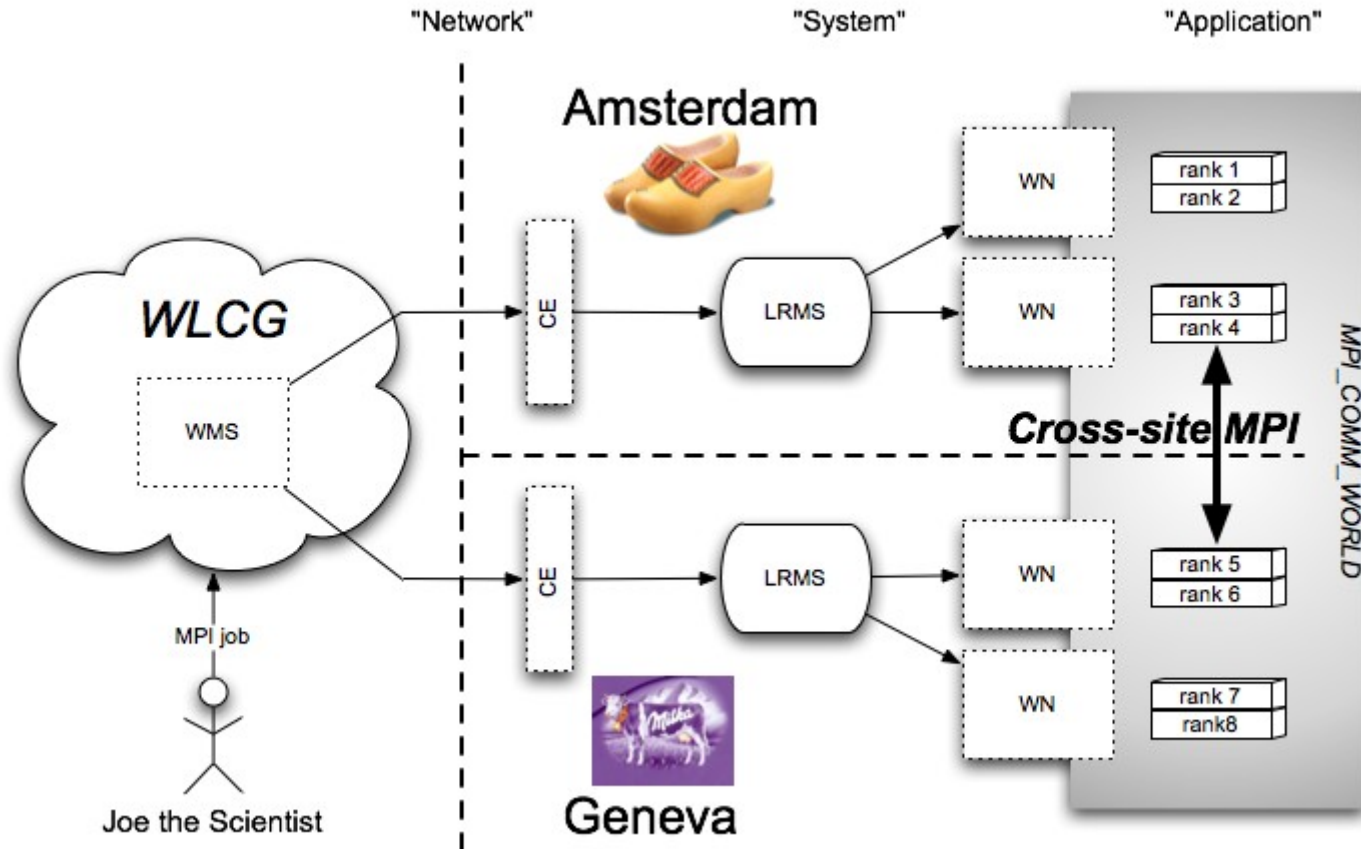 "Network"
"System"
"Application"
Amsterdam
WN
rank 1
rank 2
WLCG
CE
LRMS
WN
rank 3
rank 4
WMS
Cross-site MPI
MPI_COMM_WORLD
CE
LRMS
WN
rank 5
rank 6
MPI job
WN
rank 7
rank8
Milka
Joe the Scientist
Geneva